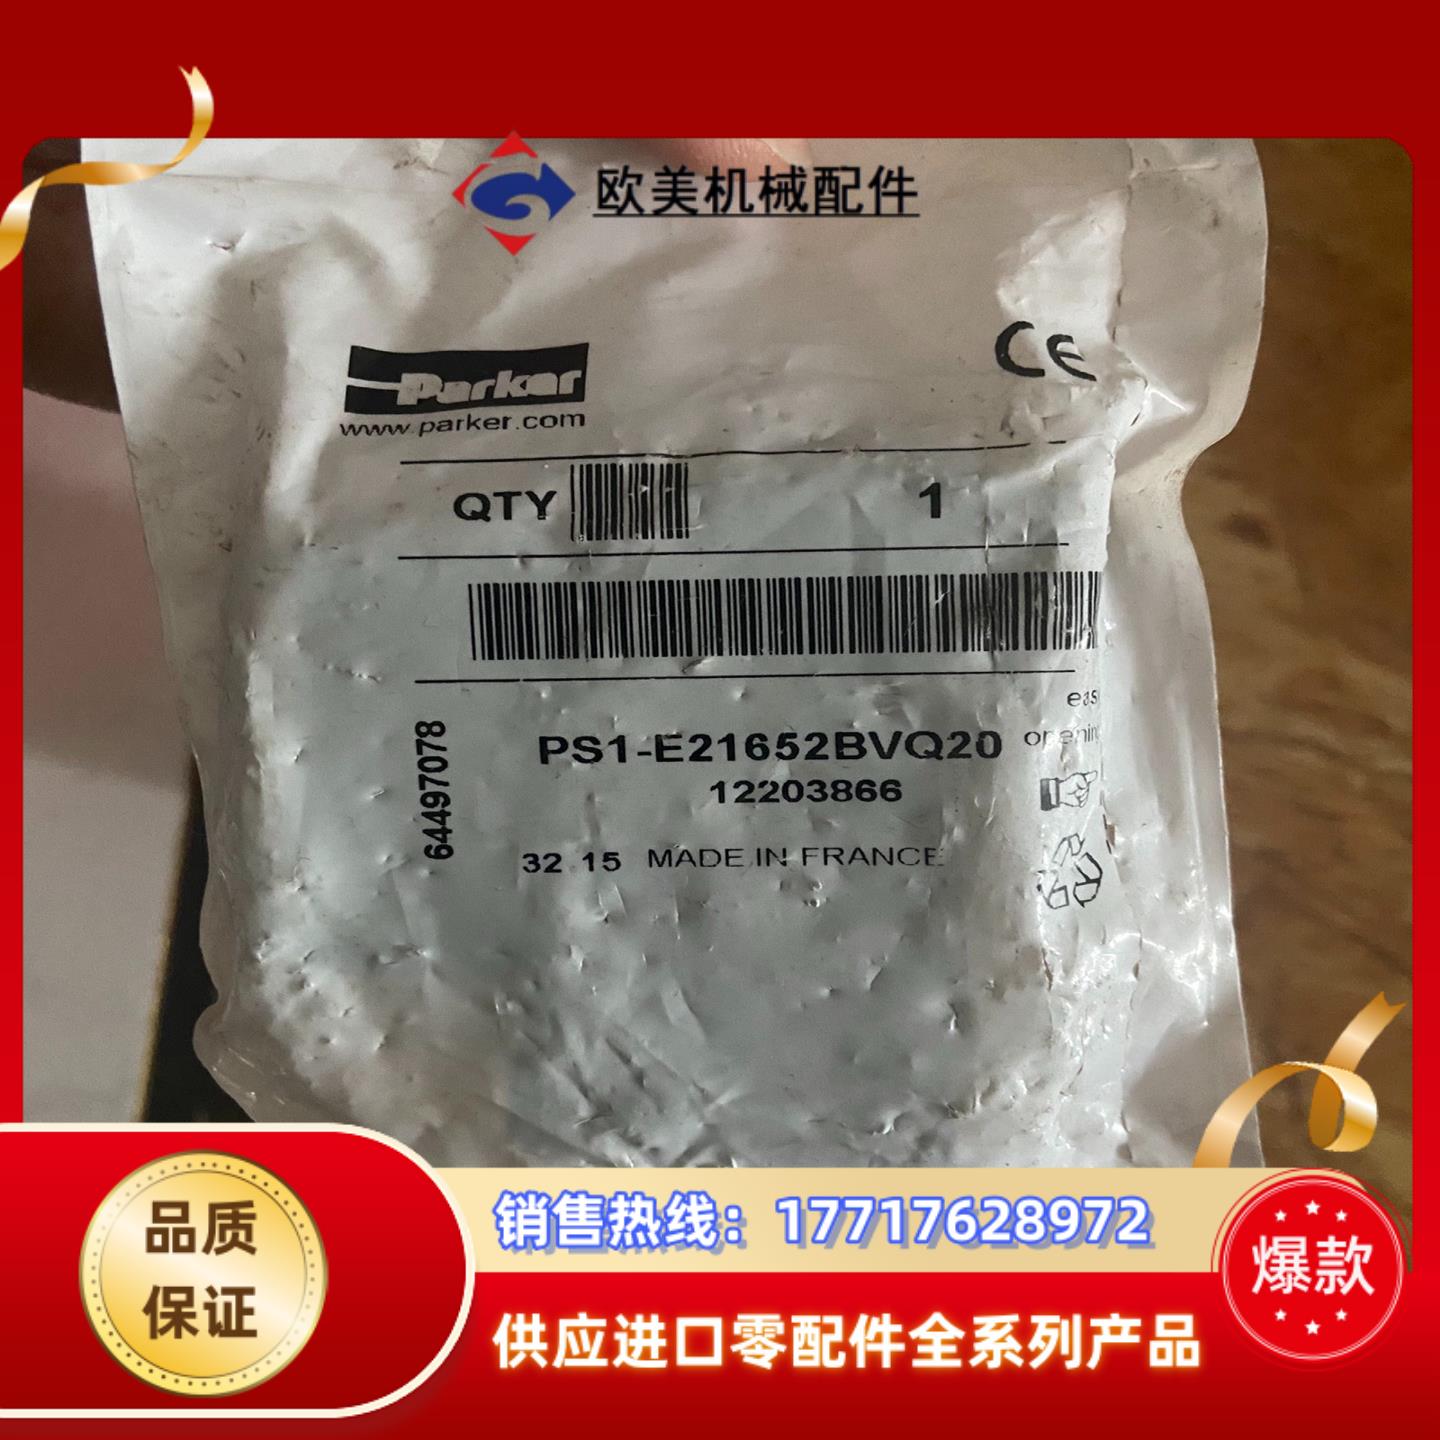 欧美机械配件
Parker
www.parker.com
CE
QTY
1
64497078
PS1-E21652BVQ20
12203866
32 15 MADE IN FRANCE
eas
opening
品质
保证
销售热线：17717628972
供应进口零配件全系列产品
爆款